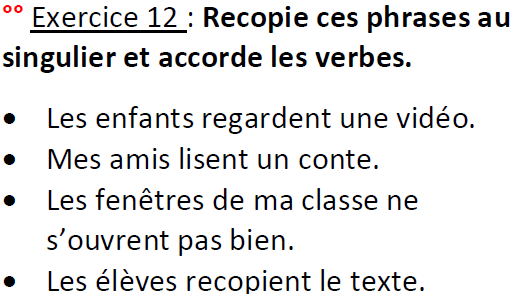 °° Exercice 12 : Recopie ces phrases au
singulier et accorde les verbes.
• Les enfants regardent une vidéo.
• Mes amis lisent un conte.
• Les fenêtres de ma classe ne
s’ouvrent pas bien.
• Les élèves recopient le texte.